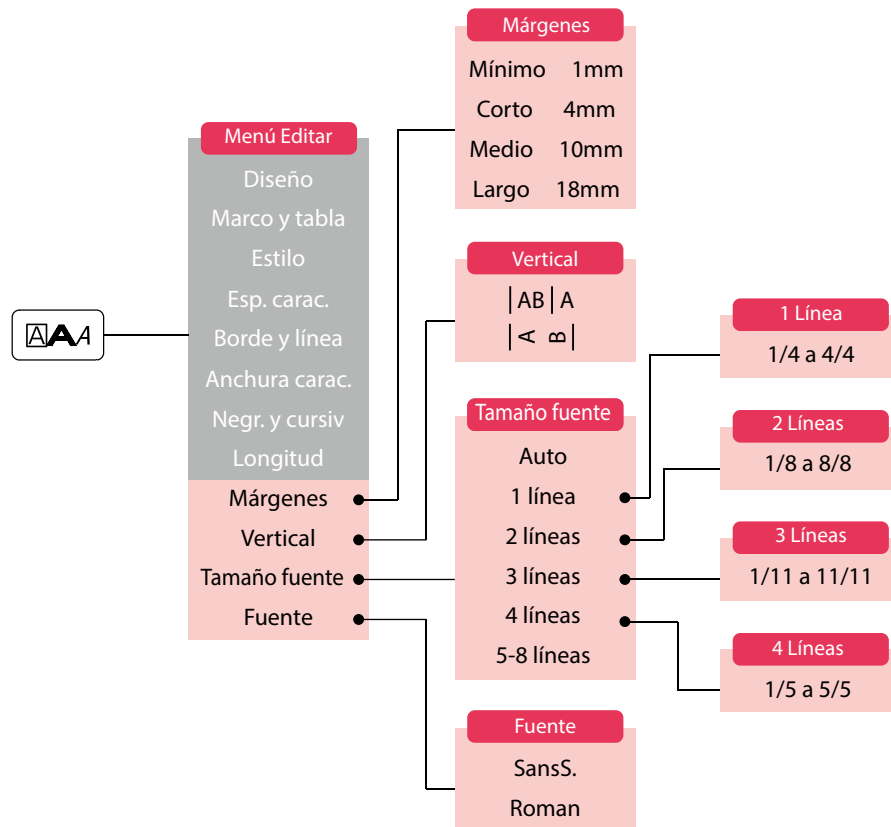 AAA
Menú Editar
Diseño
Marco y tabla
Estilo
Esp. carac.
Borde y línea
Anchura carac.
Negr. y cursiv
Longitud
Márgenes
Vertical
Tamaño fuente
Fuente
Márgenes
Mínimo 1mm
Corto 4mm
Medio 10mm
Largo 18mm
Vertical
|AB|A
|A B|
Tamaño fuente
Auto
1 línea
2 líneas
3 líneas
4 líneas
5-8 líneas
Fuente
SansS.
Roman
1 Línea
1/4 a 4/4
2 Líneas
1/8 a 8/8
3 Líneas
1/11 a 11/11
4 Líneas
1/5 a 5/5